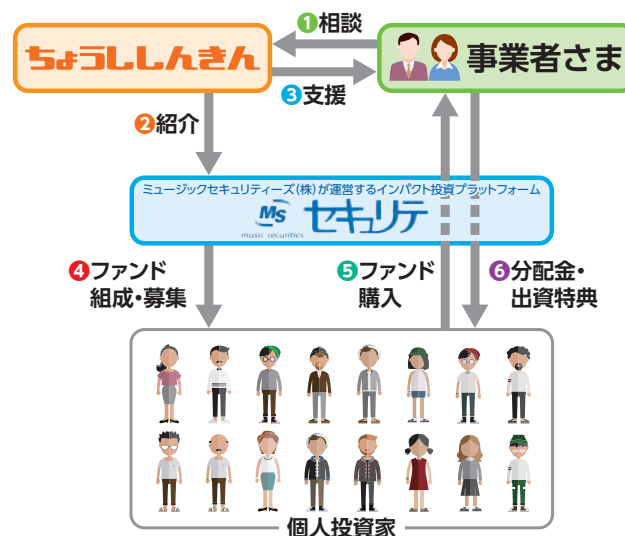 ❶相談
ちょうししんきん
事業者さま
❸支援
❷紹介
ミュージックセキュリティーズ(株)が運営するインパクト投資プラットフォーム
MS
music securities
セキュリテ
❹ファンド
組成・募集
❺ファンド
購入
❻分配金・
出資特典
個人投資家